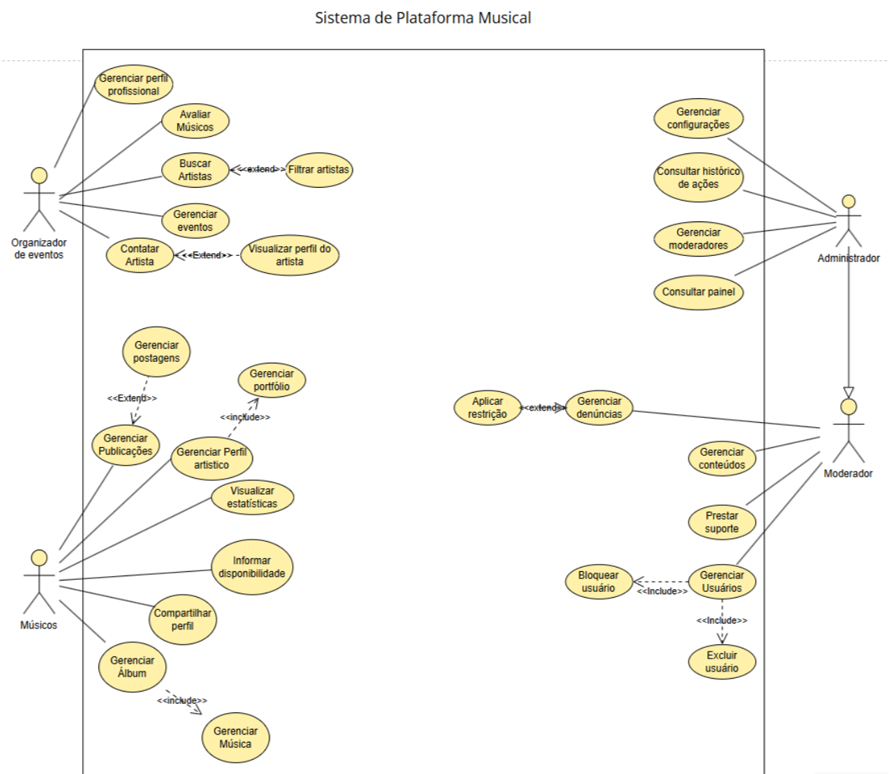 Sistema de Plataforma Musical
Gerenciar perfil
profissional
Avaliar
Músicos
Buscar
Artistas
<<extend>>
Filtrar artistas
Gerenciar
eventos
Contatar
Artista
<<Extend>>
Visualizar perfil do
artista
Organizador
de eventos
Gerenciar
configurações
Consultar histórico
de ações
Gerenciar
moderadores
Consultar painel
Administrador
Gerenciar
postagens
<<Extend>>
Gerenciar
Publicações
Gerenciar
portfólio
<<include>>
Gerenciar Perfil
artistico
Visualizar
estatísticas
Informar
disponibilidade
Compartilhar
perfil
Gerenciar
Álbum
<<include>>
Gerenciar
Música
Músicos
Aplicar
restrição
<<extend>>
Gerenciar
denúncias
Gerenciar
conteúdos
Prestar
suporte
Bloquear
usuário
<<Include>>
Gerenciar
Usuários
<<Include>>
Excluir
usuário
Moderador